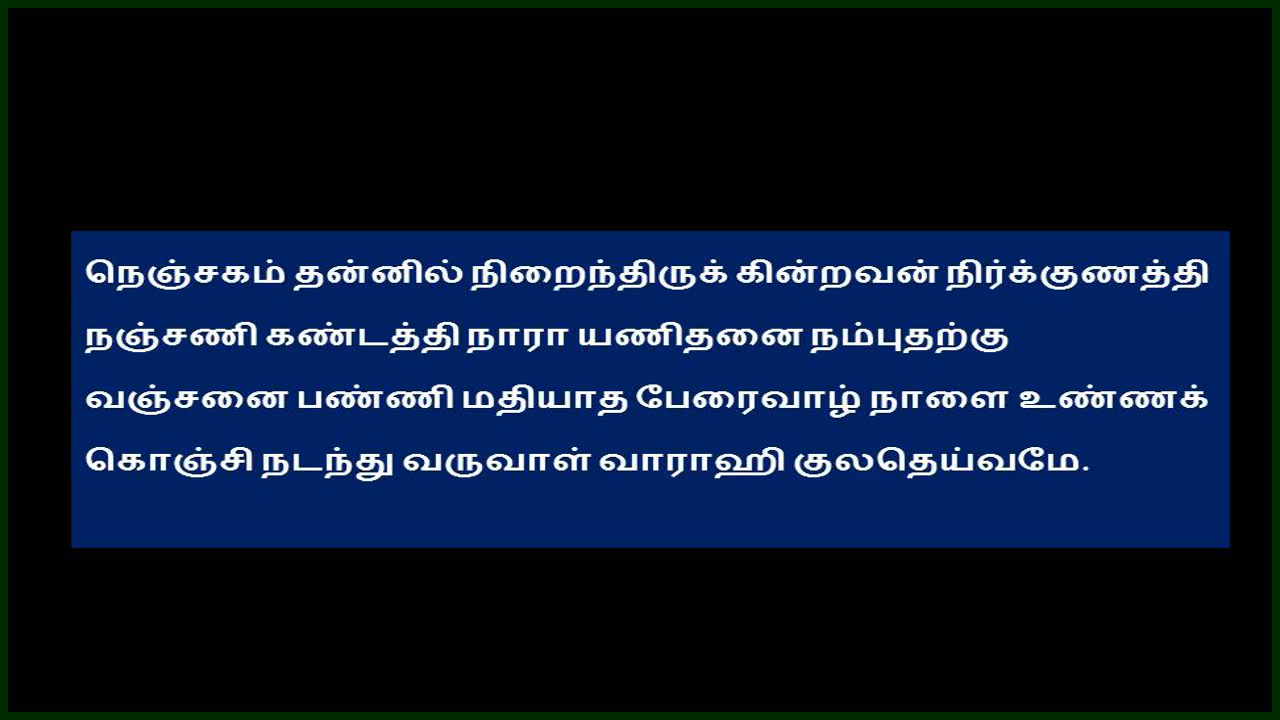 நெஞ்சகம் தன்னில் நிறைந்திருக் கின்றவன் நிர்க்குணத்தி
நஞ்சணி கண்டத்தி நாரா யணிதனை நம்புதற்கு
வஞ்சனை பண்ணி மதியாத பேரைவாழ் நாளை உண்ணக்
கொஞ்சி நடந்து வருவாள் வாராஹி குலதெய்வமே.